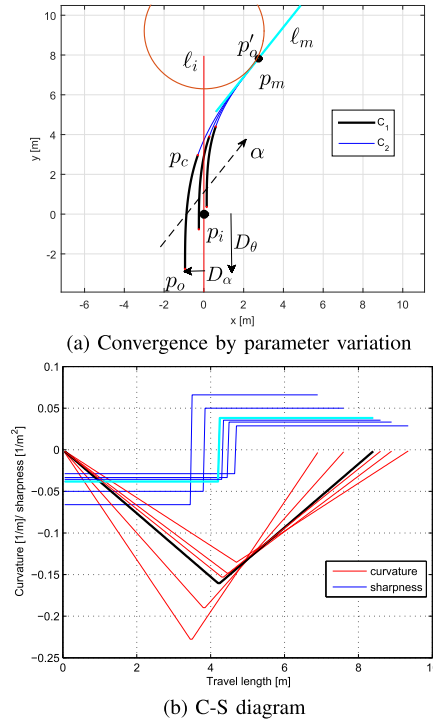 10
8
6
4
2
0
-2
y [m]
-6
-4
-2
0
2
4
6
8
10
x [m]
ℓ_i
p'_o
ℓ_m
p_m
C_1
C_2
p_c
α
p_i
D_θ
p_o
D_α
(a) Convergence by parameter variation
0.1
0.05
0
−0.05
−0.1
−0.15
−0.2
−0.25
Curvature [1/m]/ sharpness [1/m²]
curvature
sharpness
0
2
4
6
8
1
Travel length [m]
(b) C-S diagram